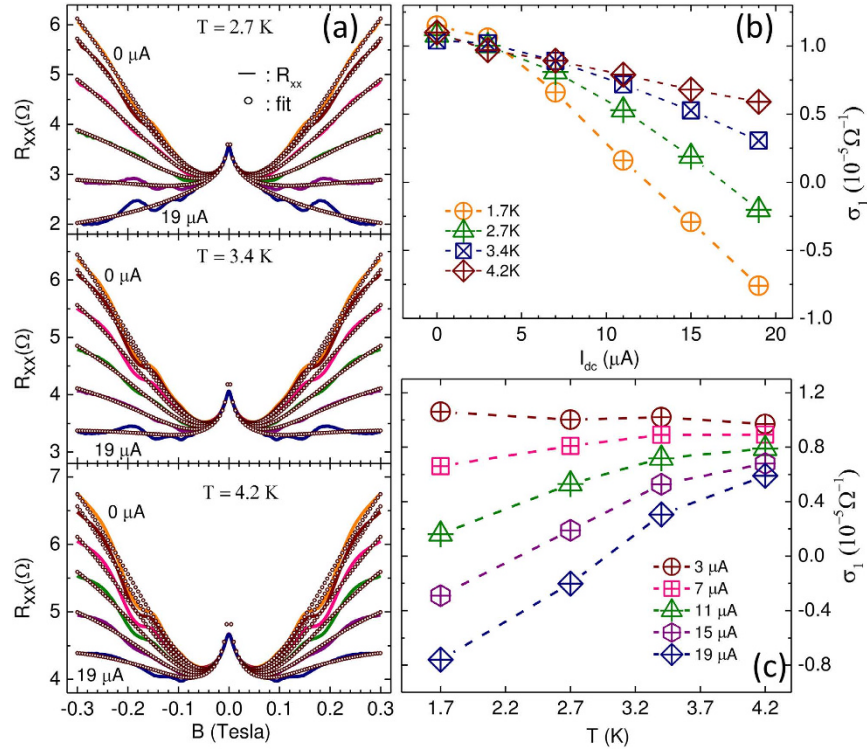 (a)
T = 2.7 K
0 μA
— : Rxx
○ : fit
19 μA
Rxx(Ω)
6
5
4
3
2
T = 3.4 K
0 μA
19 μA
Rxx(Ω)
6
5
4
3
T = 4.2 K
0 μA
19 μA
Rxx(Ω)
7
6
5
4
-0.3 -0.2 -0.1 0.0 0.1 0.2 0.3
B (Tesla)
(b)
1.7K
2.7K
3.4K
4.2K
1.0
0.5
0.0
-0.5
-1.0
σ1 (10⁻⁵Ω⁻¹)
0 5 10 15 20
Idc (μA)
(c)
3 μA
7 μA
11 μA
15 μA
19 μA
1.2
0.8
0.4
0.0
-0.4
-0.8
σ1 (10⁻⁵Ω⁻¹)
1.7 2.2 2.7 3.2 3.7 4.2
T (K)